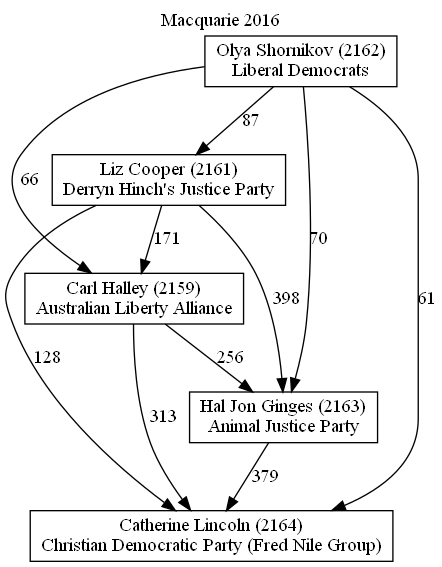 Macquarie 2016
Olya Shornikov (2162)
Liberal Democrats
87
Liz Cooper (2161)
Derryn Hinch's Justice Party
66
171
70
Carl Halley (2159)
Australian Liberty Alliance
398
61
128
256
313
Hal Jon Ginges (2163)
Animal Justice Party
379
Catherine Lincoln (2164)
Christian Democratic Party (Fred Nile Group)